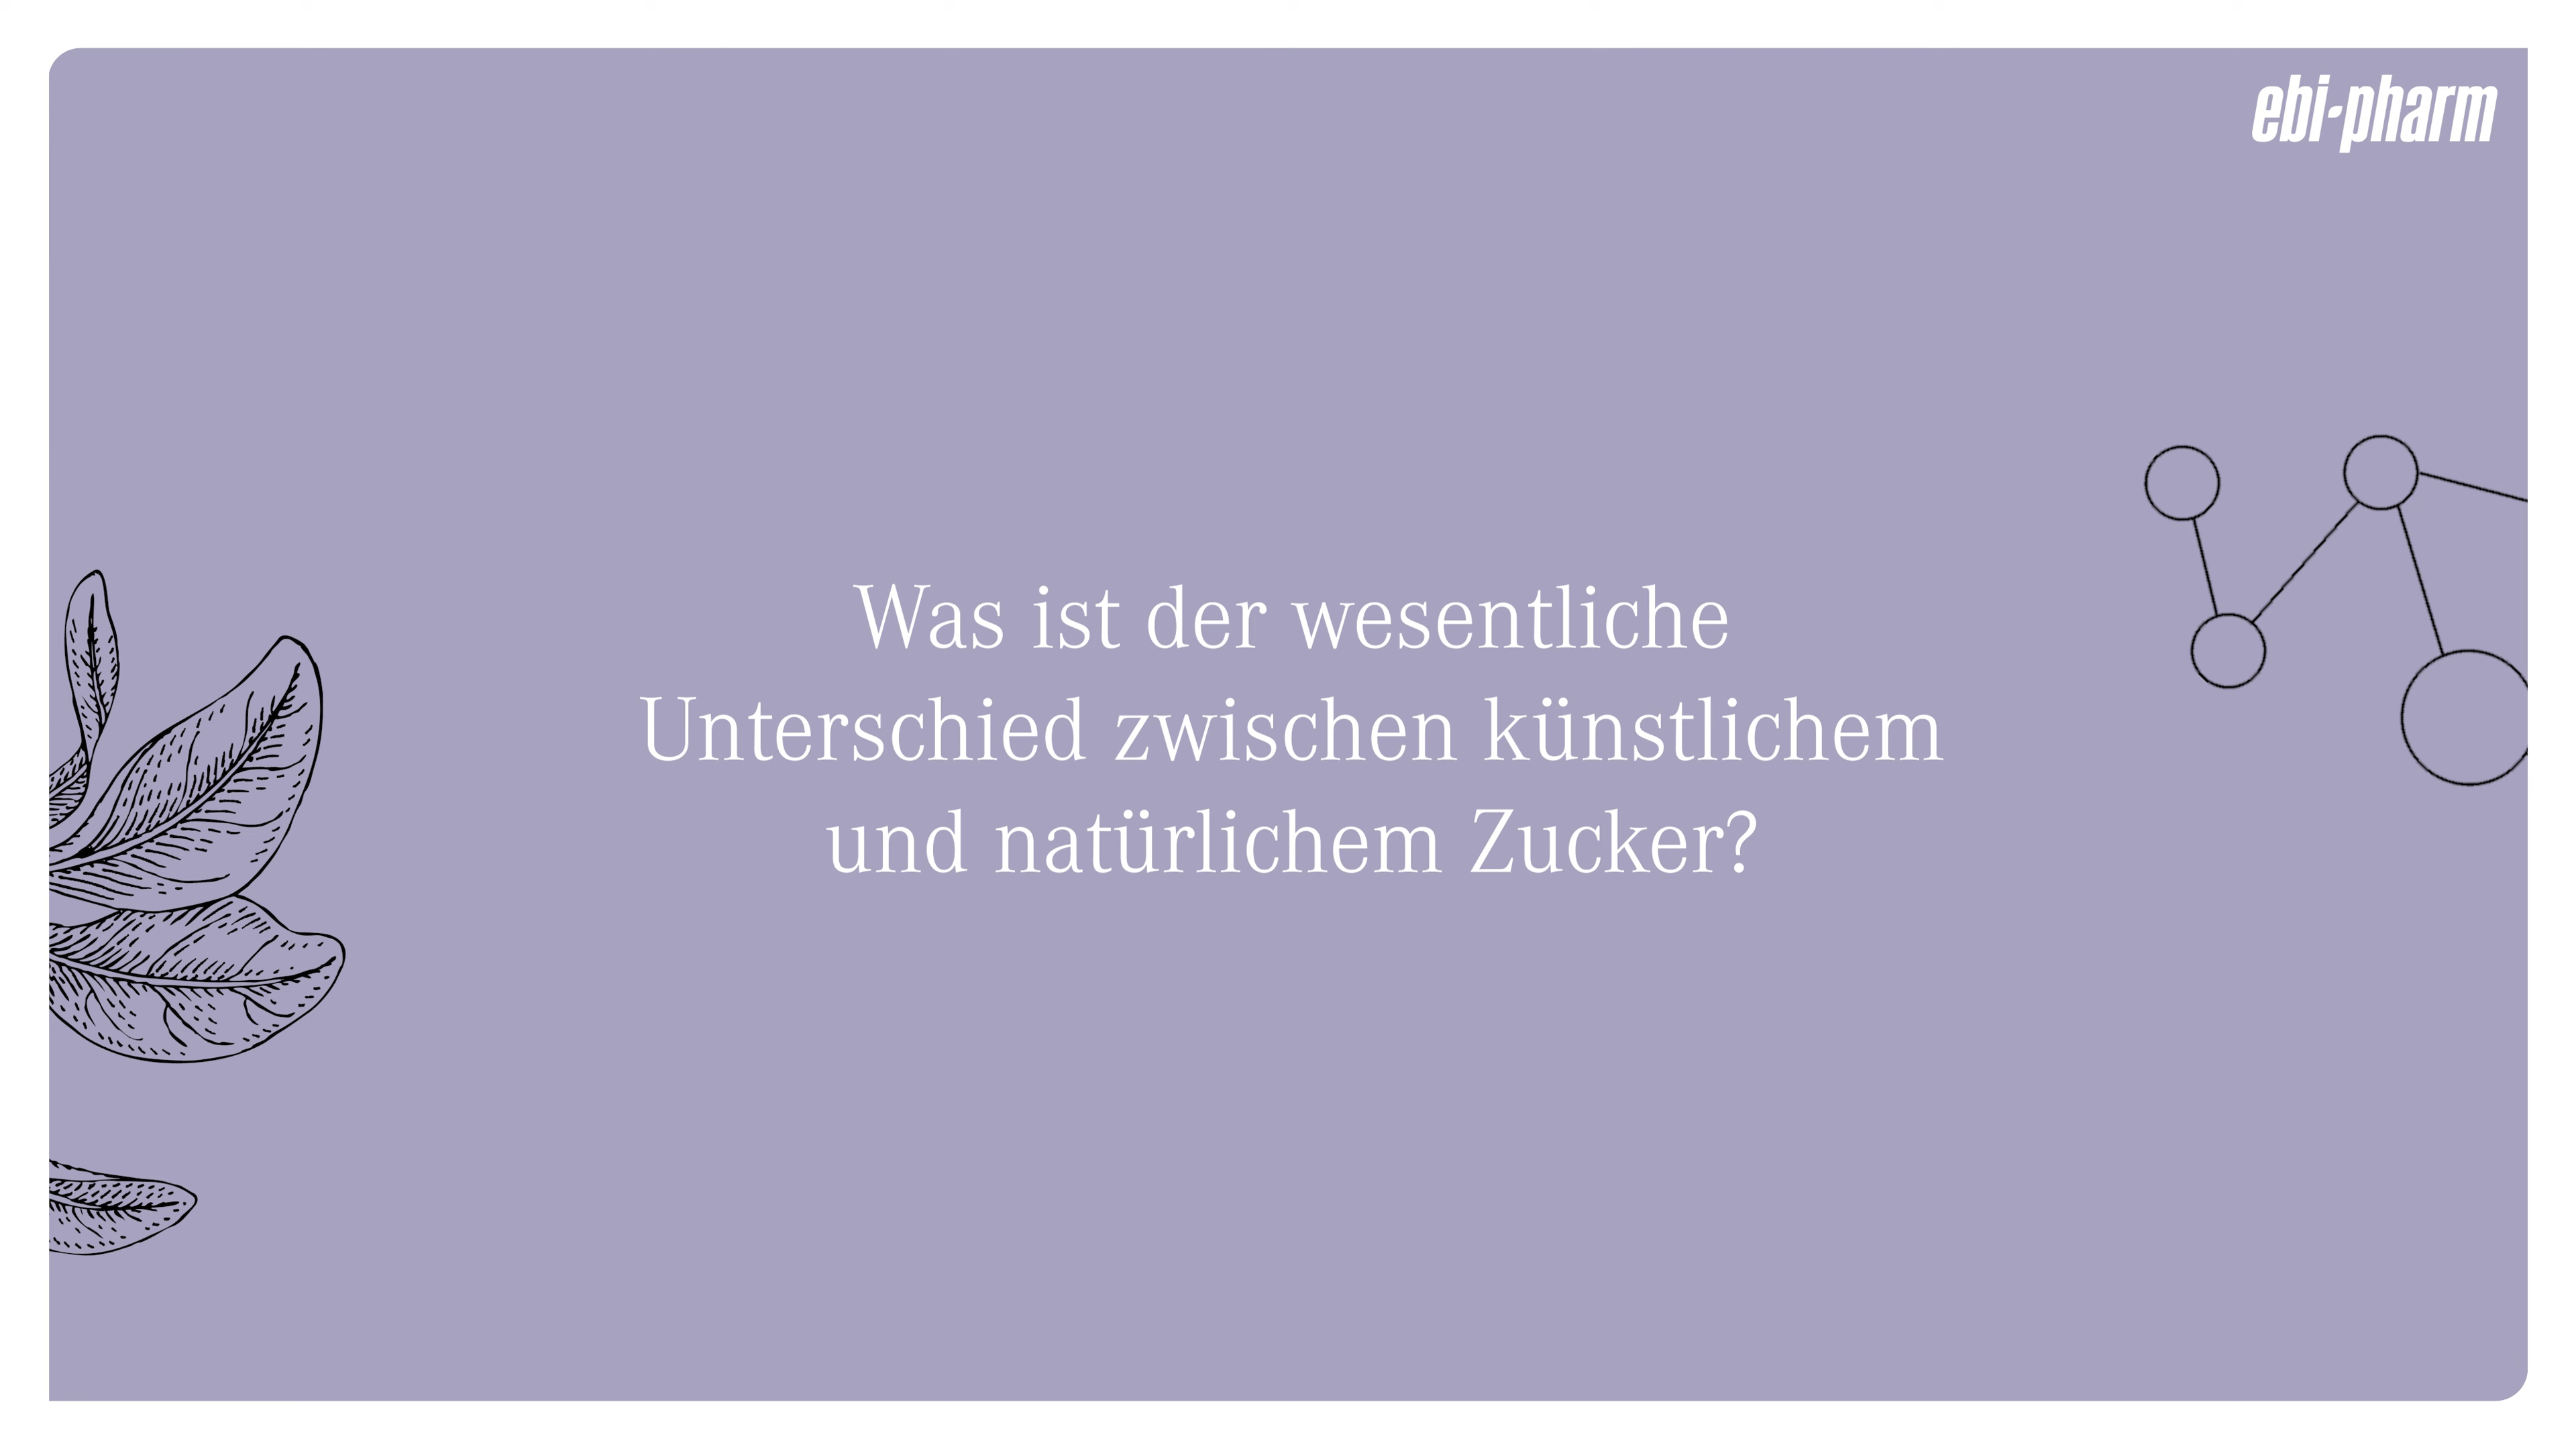 ebi-pharm
Was ist der wesentliche
Unterschied zwischen künstlichem
und natürlichem Zucker?